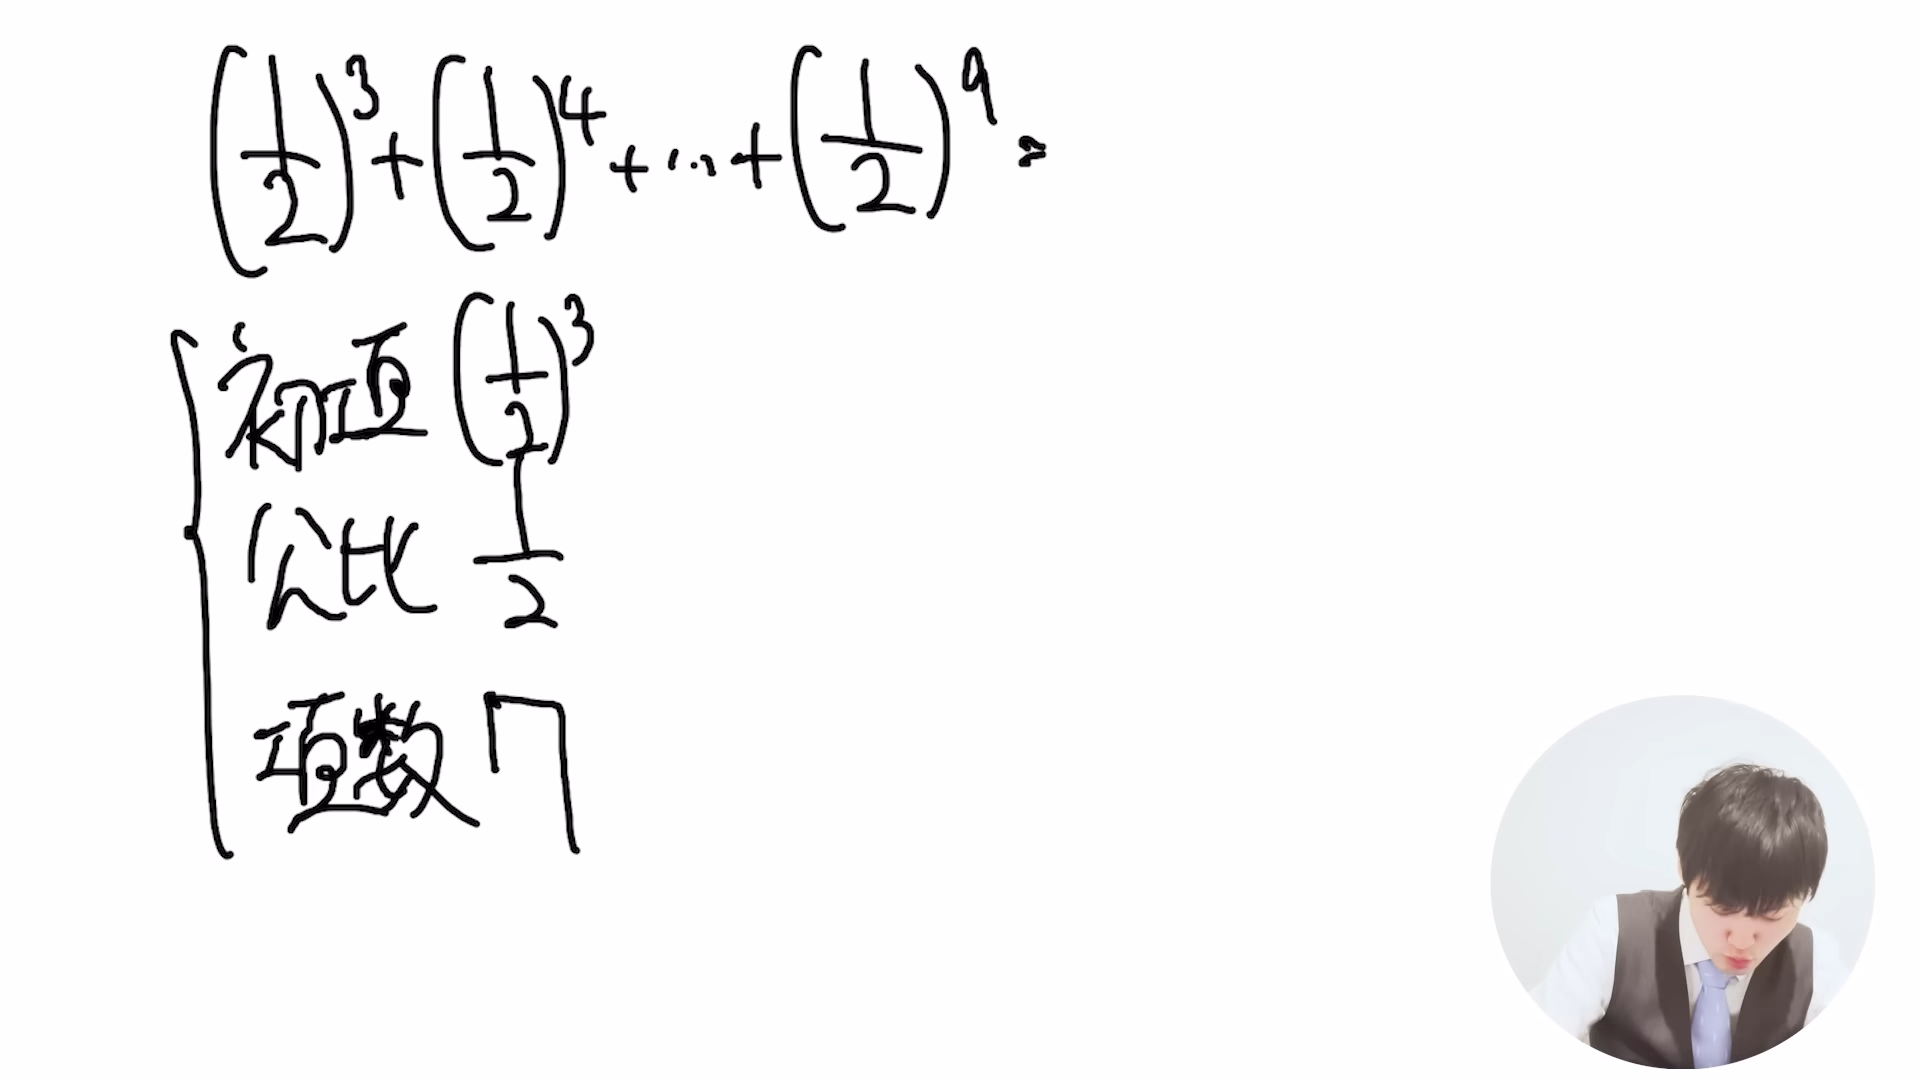 (1/2)^3 + (1/2)^4 + ... + (1/2)^9 =
初項 (1/2)^3
公比 1/2
項数 7